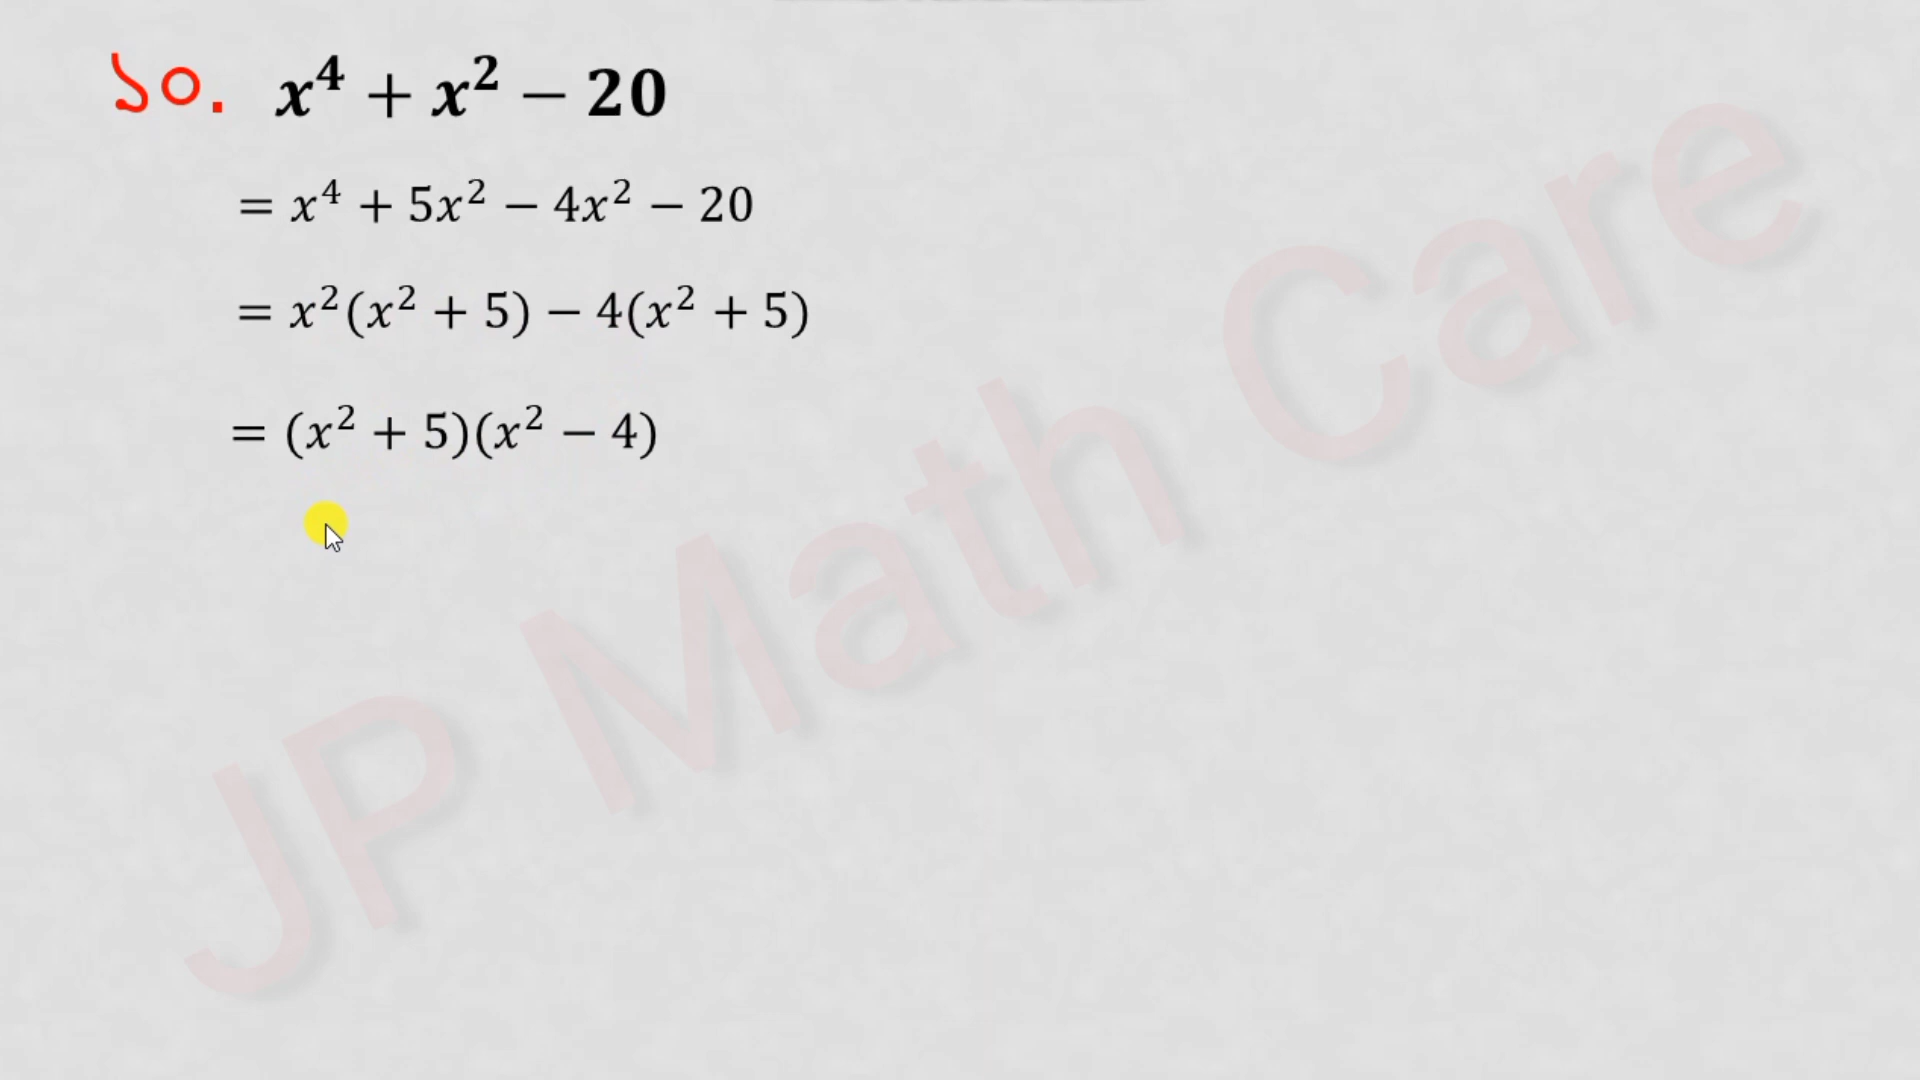 ১০. x⁴ + x² − 20
= x⁴ + 5x² − 4x² − 20
= x²(x² + 5) − 4(x² + 5)
= (x² + 5)(x² − 4)
JP Math Care